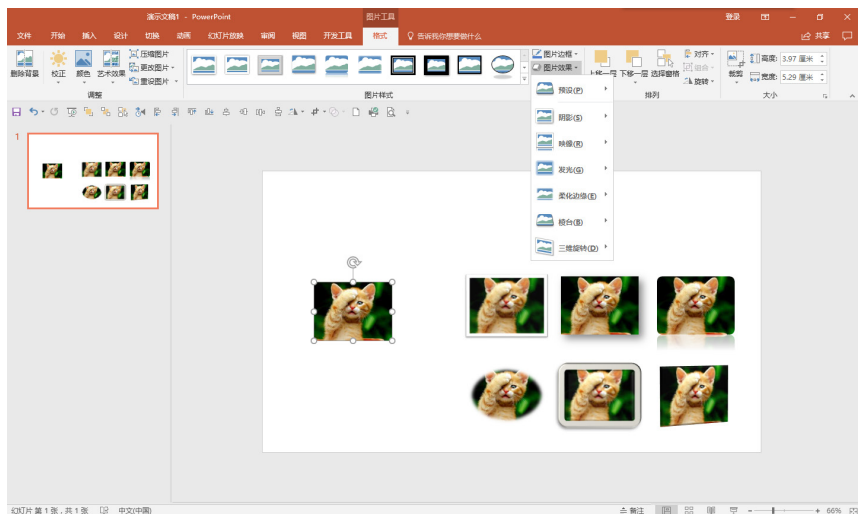 演示文稿1 - PowerPoint
图片工具
登录
文件 开始 插入 设计 切换 动画 幻灯片放映 审阅 视图 开发工具 格式 告诉我你想要做什么 共享
删除背景 校正 颜色 艺术效果 压缩图片 更改图片 重设图片
调整
图片样式
图片边框
图片效果
上移一层 下移一层 选择窗格 对齐 组合 旋转
排列
裁剪 高度: 3.97 厘米
宽度: 5.29 厘米
大小
预设(P)
阴影(S)
映像(R)
发光(G)
柔化边缘(E)
棱台(B)
三维旋转(D)
1
幻灯片 第 1 张，共 1 张 中文(中国) 备注 66%